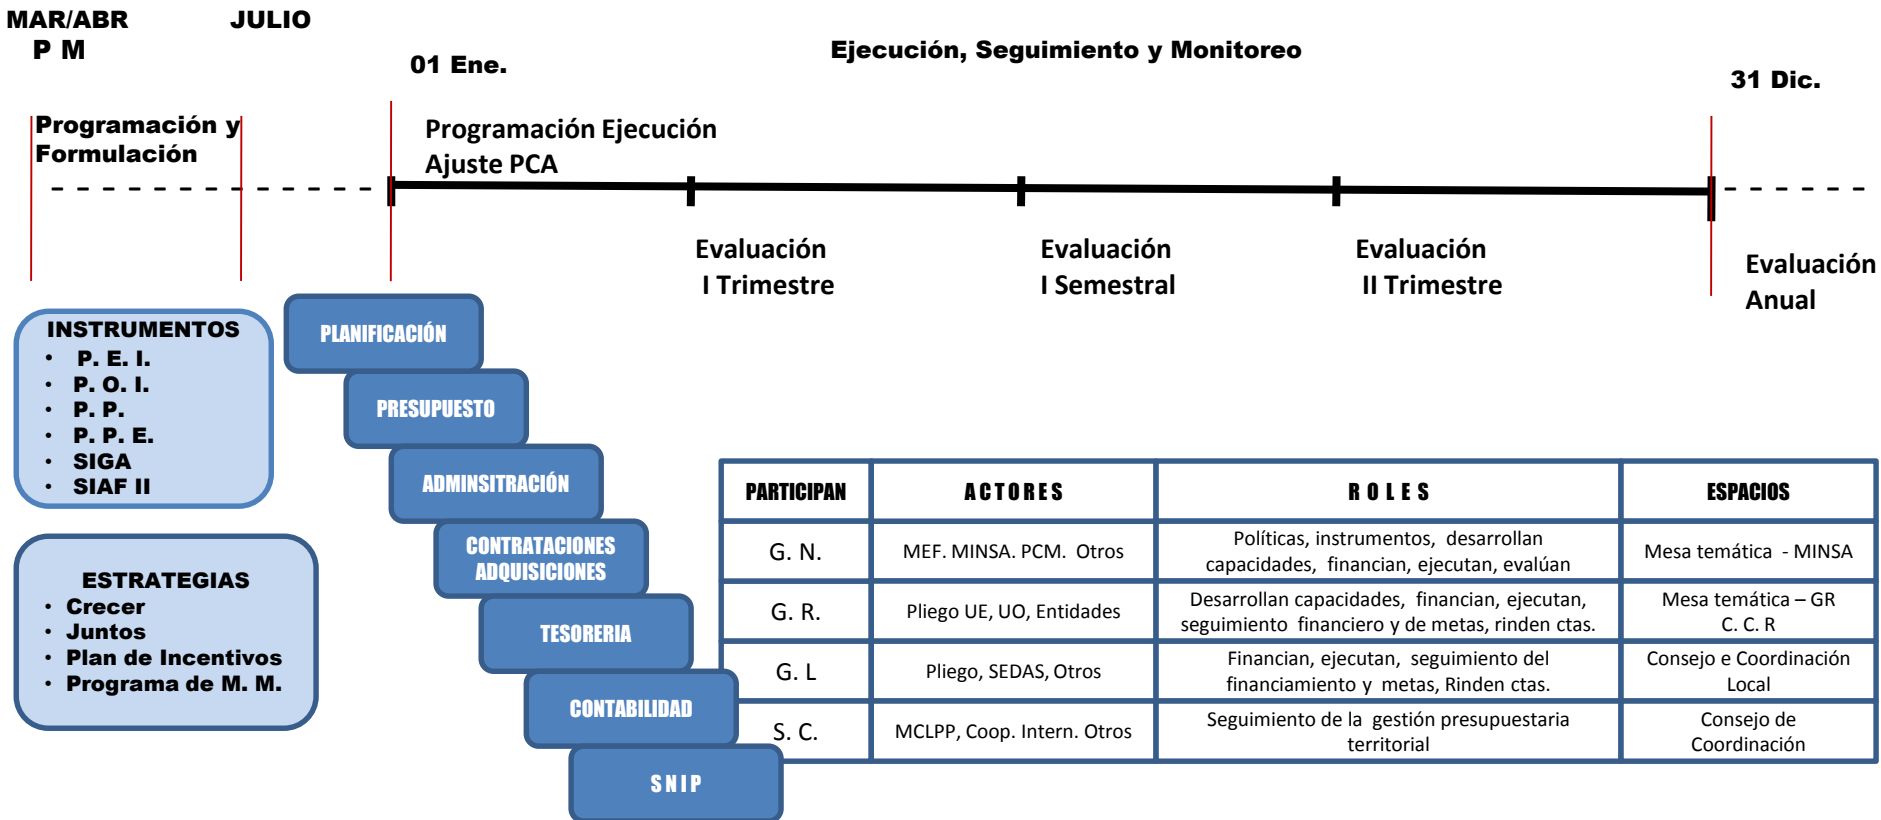 MAR/ABR
P M
JULIO
01 Ene.
Ejecución, Seguimiento y Monitoreo
31 Dic.
Programación y
Formulación
Programación Ejecución
Ajuste PCA
Evaluación
I Trimestre
Evaluación
I Semestral
Evaluación
II Trimestre
Evaluación
Anual
INSTRUMENTOS
• P. E. I.
• P. O. I.
• P. P.
• P. P. E.
• SIGA
• SIAF II
ESTRATEGIAS
• Crecer
• Juntos
• Plan de Incentivos
• Programa de M. M.
PLANIFICACIÓN
PRESUPUESTO
ADMINSITRACIÓN
CONTRATACIONES
ADQUISICIONES
TESORERIA
CONTABILIDAD
S N I P
PARTICIPAN
A C T O R E S
R O L E S
ESPACIOS
G. N.
MEF. MINSA. PCM. Otros
Políticas, instrumentos, desarrollan
capacidades, financian, ejecutan, evalúan
Mesa temática - MINSA
G. R.
Pliego UE, UO, Entidades
Desarrollan capacidades, financian, ejecutan,
seguimiento financiero y de metas, rinden ctas.
Mesa temática – GR
C. C. R
G. L
Pliego, SEDAS, Otros
Financian, ejecutan, seguimiento del
financiamiento y metas, Rinden ctas.
Consejo e Coordinación
Local
S. C.
MCLPP, Coop. Intern. Otros
Seguimiento de la gestión presupuestaria
territorial
Consejo de
Coordinación